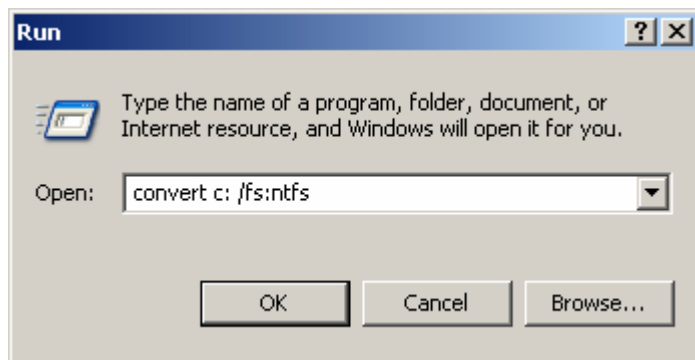 Run
Type the name of a program, folder, document, or
Internet resource, and Windows will open it for you.
Open: convert c: /fs:ntfs
OK Cancel Browse...